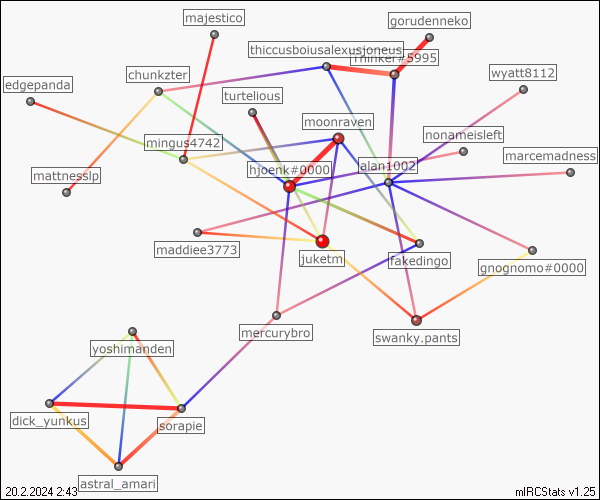 majestico
gorudenneko
thiccusboiusalexusjoneus
Thinker#5995
chunkzter
wyatt8112
edgepanda
turtelious
moonraven
nonameisleft
mingus4742
marcemadness
hjoenk#0000
alan1002
mattnesslp
maddiee3773
juketm
fakedingo
gnognomo#0000
mercurybro
swanky.pants
yoshimanden
dick_yunkus
sorapie
astral_amari
20.2.2024 2:43
mIRCStats v1.25